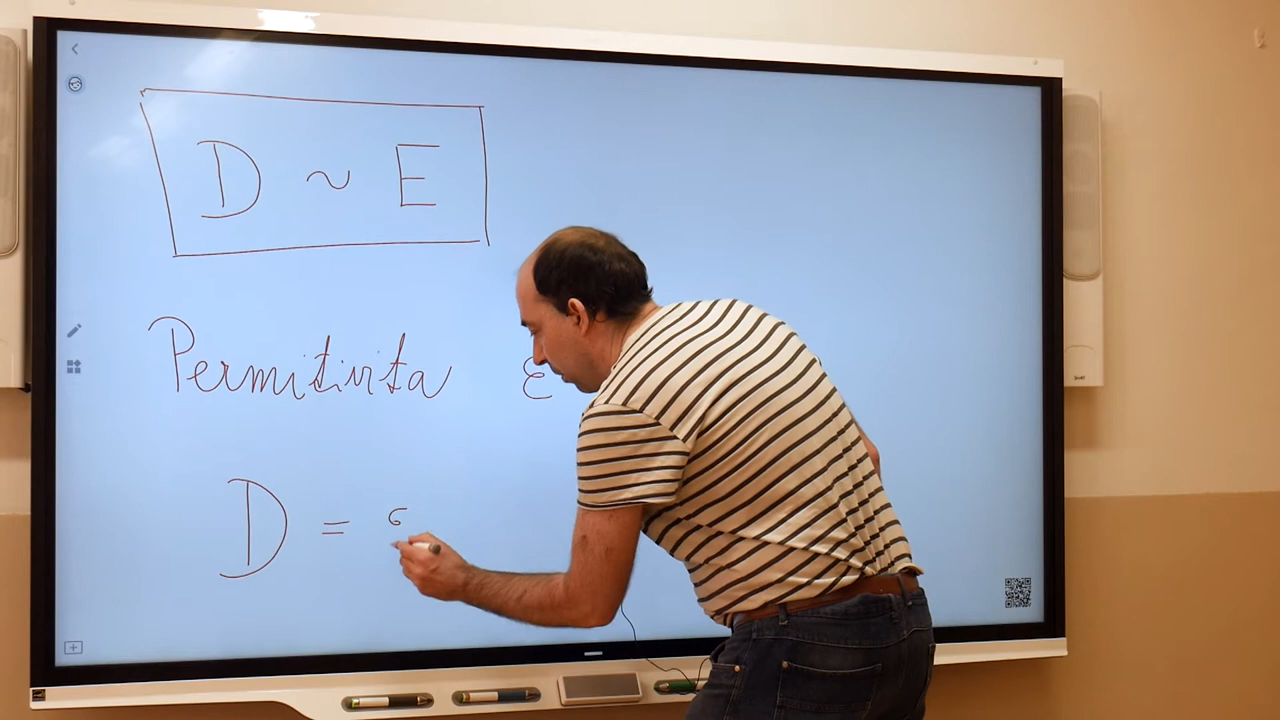 D ~ E
Permitivita ε
D =